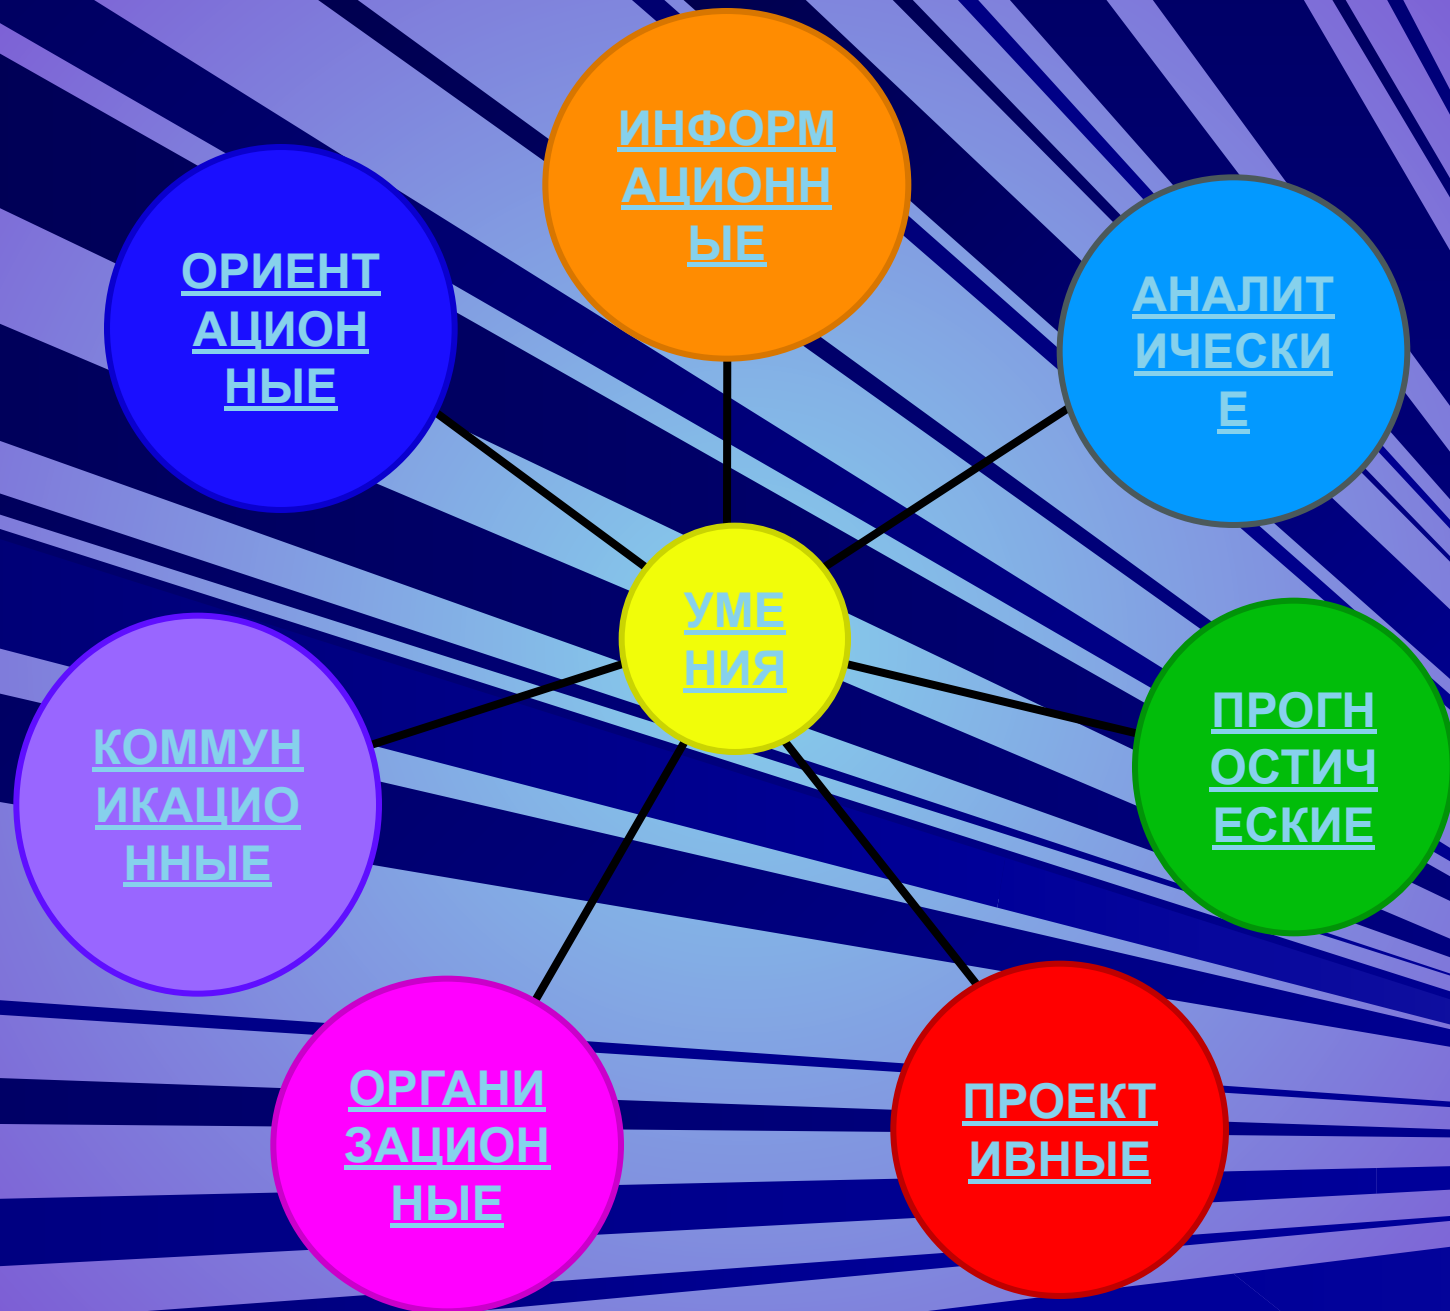 ИНФОРМ
АЦИОНН
ЫЕ
ОРИЕНТ
АЦИОН
НЫЕ
АНАЛИТ
ИЧЕСКИ
Е
УМЕ
НИЯ
КОММУН
ИКАЦИО
ННЫЕ
ПРОГН
ОСТИЧ
ЕСКИЕ
ОРГАНИ
ЗАЦИОН
НЫЕ
ПРОЕКТ
ИВНЫЕ